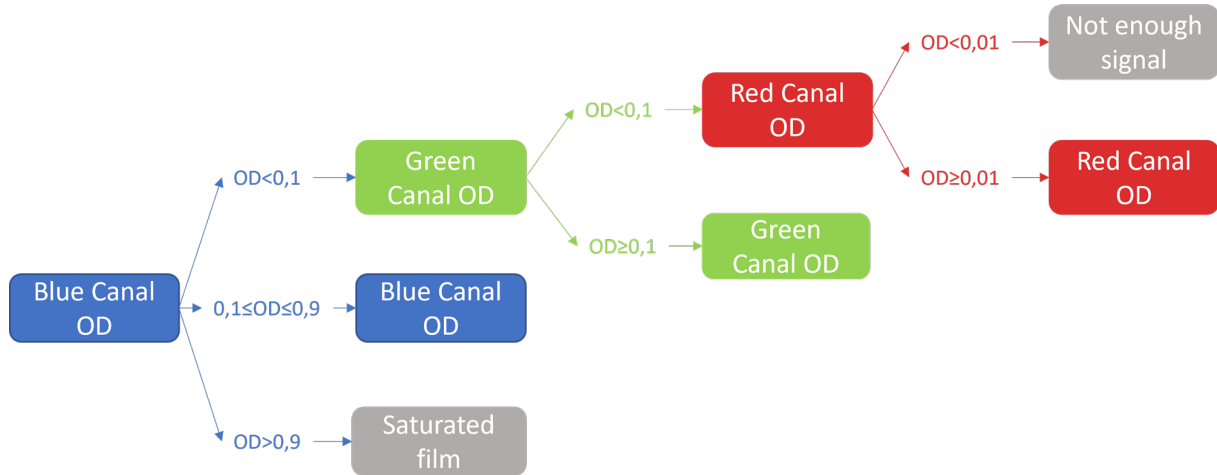 Not enough
signal
OD<0,01
Red Canal
OD
OD<0,1
Green
Canal OD
OD<0,1
OD≥0,01
Red Canal
OD
OD≥0,1
Green
Canal OD
Blue Canal
OD
0,1≤OD≤0,9
Blue Canal
OD
OD>0,9
Saturated
film